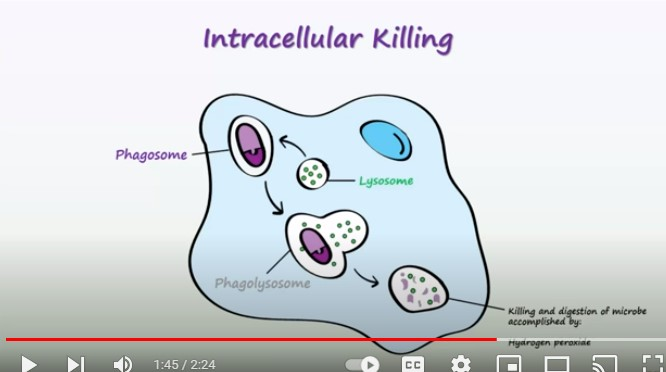 Intracellular Killing
Phagosome
Lysosome
Phagolysosome
Killing and digestion of microbe
accomplished by:
Hydrogen peroxide
1:45 / 2:24
CC